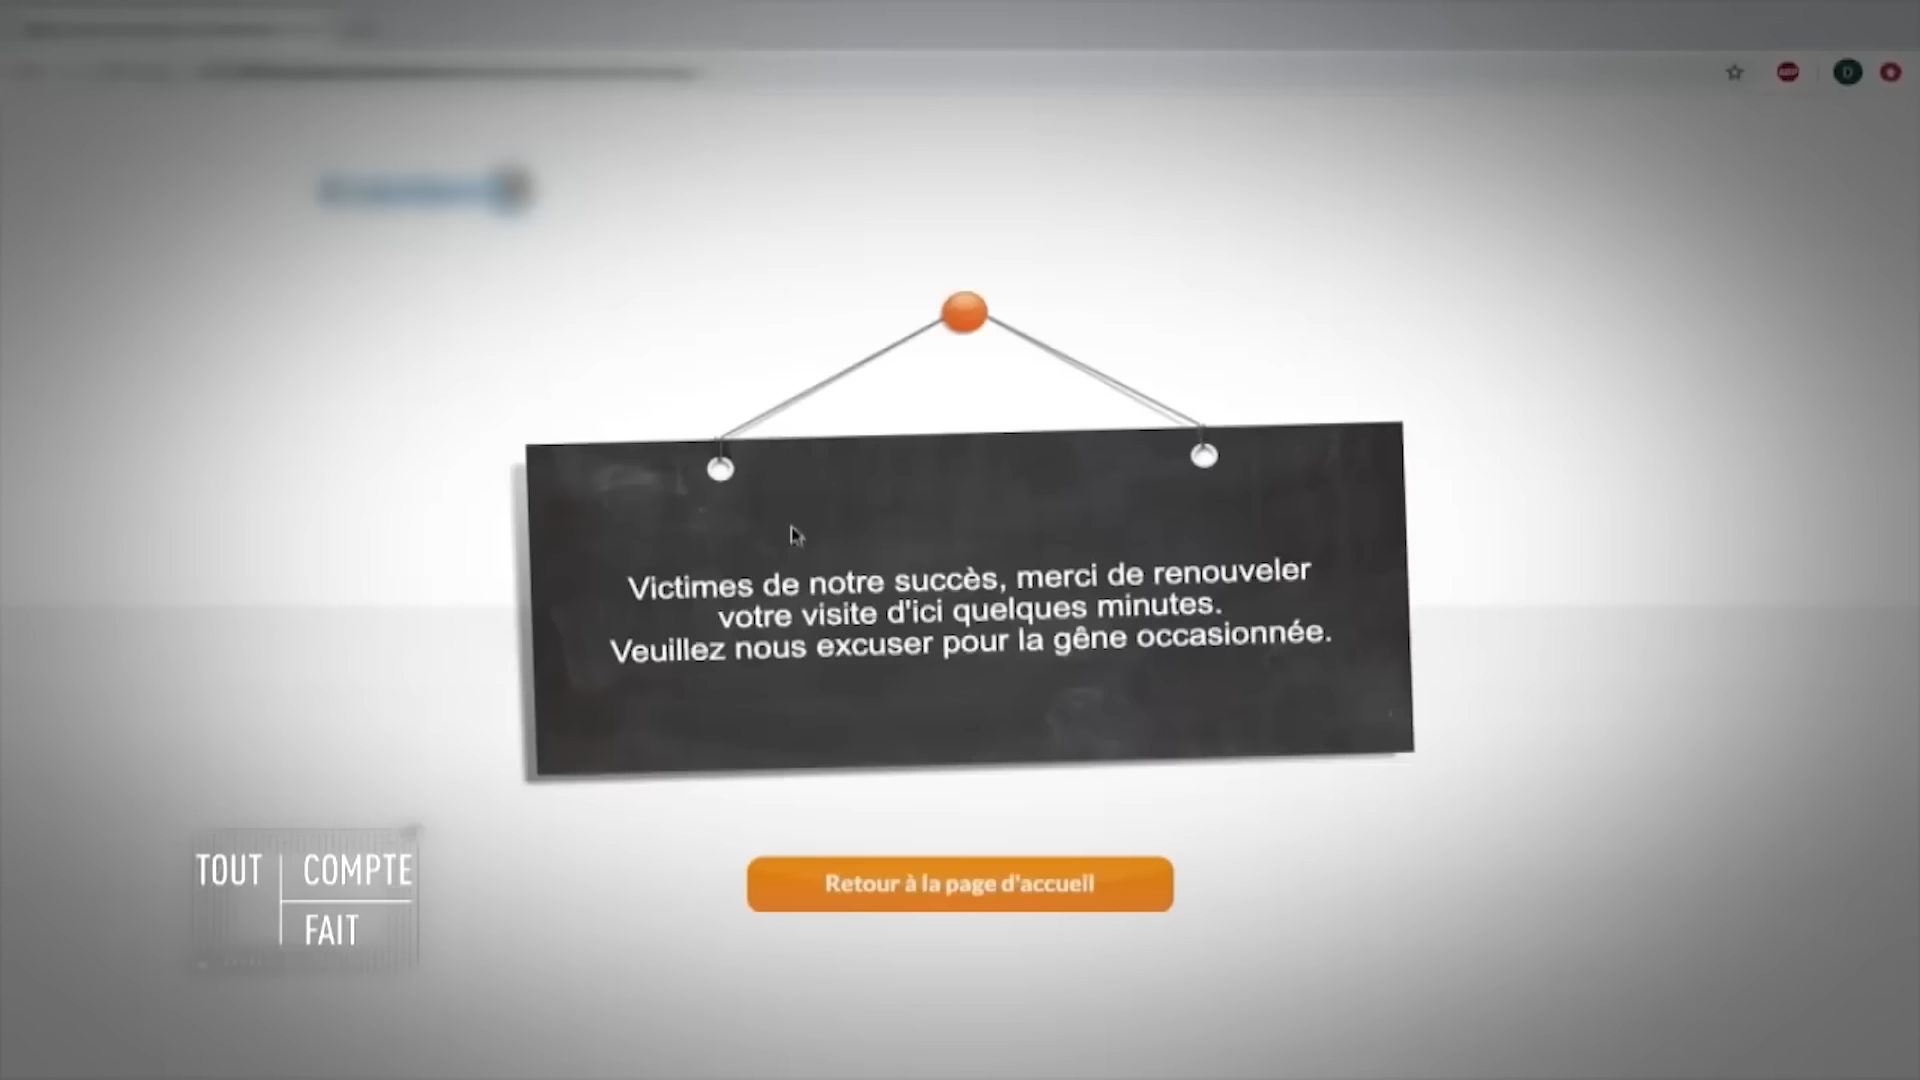 Victimes de notre succès, merci de renouveler
votre visite d'ici quelques minutes.
Veuillez nous excuser pour la gêne occasionnée.
TOUT COMPTE
FAIT
Retour à la page d'accueil
ABP
D